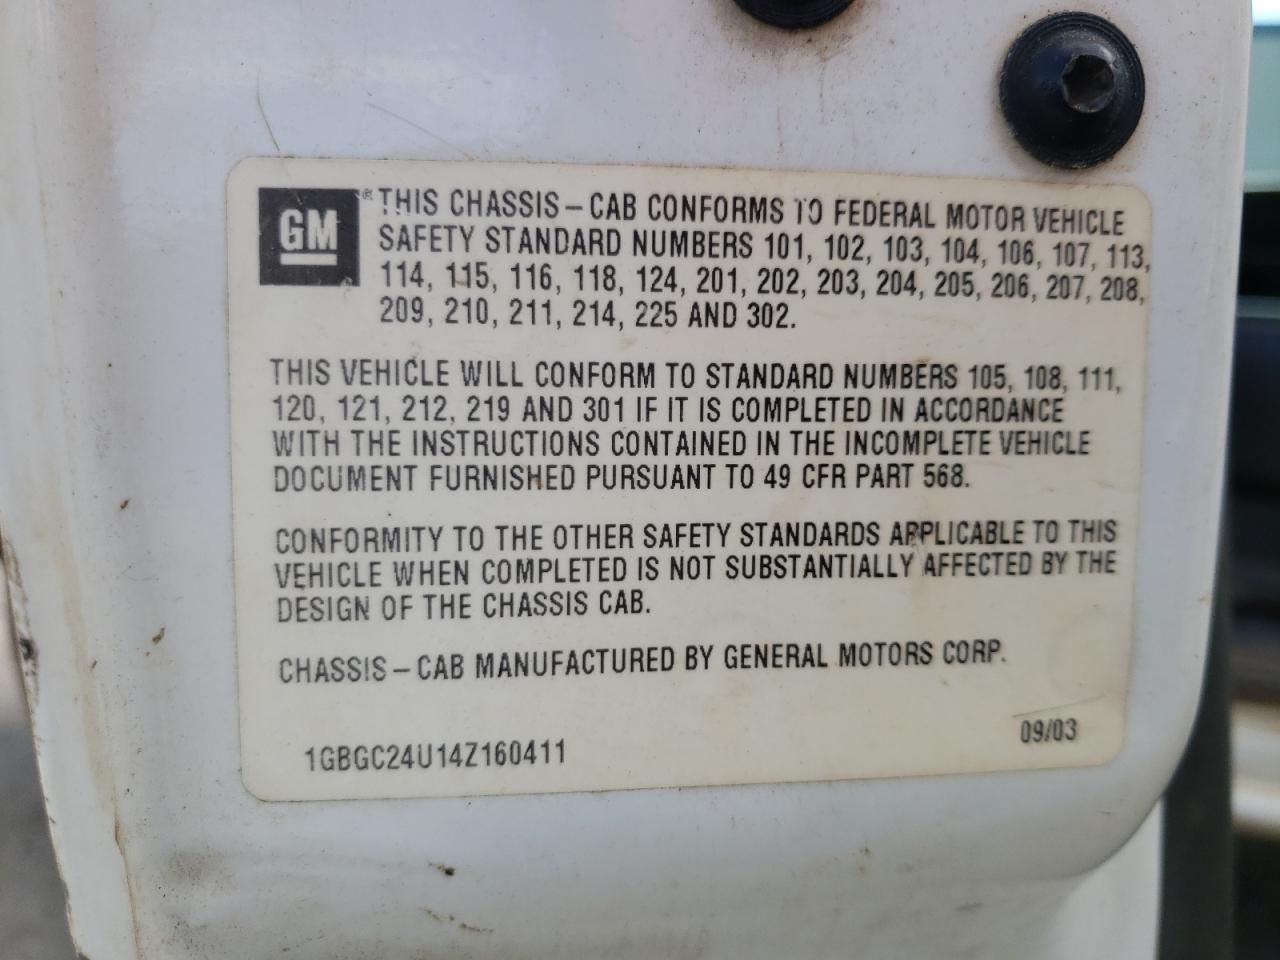 GM ® THIS CHASSIS – CAB CONFORMS TO FEDERAL MOTOR VEHICLE
SAFETY STANDARD NUMBERS 101, 102, 103, 104, 106, 107, 113,
114, 115, 116, 118, 124, 201, 202, 203, 204, 205, 206, 207, 208,
209, 210, 211, 214, 225 AND 302.
THIS VEHICLE WILL CONFORM TO STANDARD NUMBERS 105, 108, 111,
120, 121, 212, 219 AND 301 IF IT IS COMPLETED IN ACCORDANCE
WITH THE INSTRUCTIONS CONTAINED IN THE INCOMPLETE VEHICLE
DOCUMENT FURNISHED PURSUANT TO 49 CFR PART 568.
CONFORMITY TO THE OTHER SAFETY STANDARDS APPLICABLE TO THIS
VEHICLE WHEN COMPLETED IS NOT SUBSTANTIALLY AFFECTED BY THE
DESIGN OF THE CHASSIS CAB.
CHASSIS – CAB MANUFACTURED BY GENERAL MOTORS CORP.
09/03
1GBGC24U14Z160411